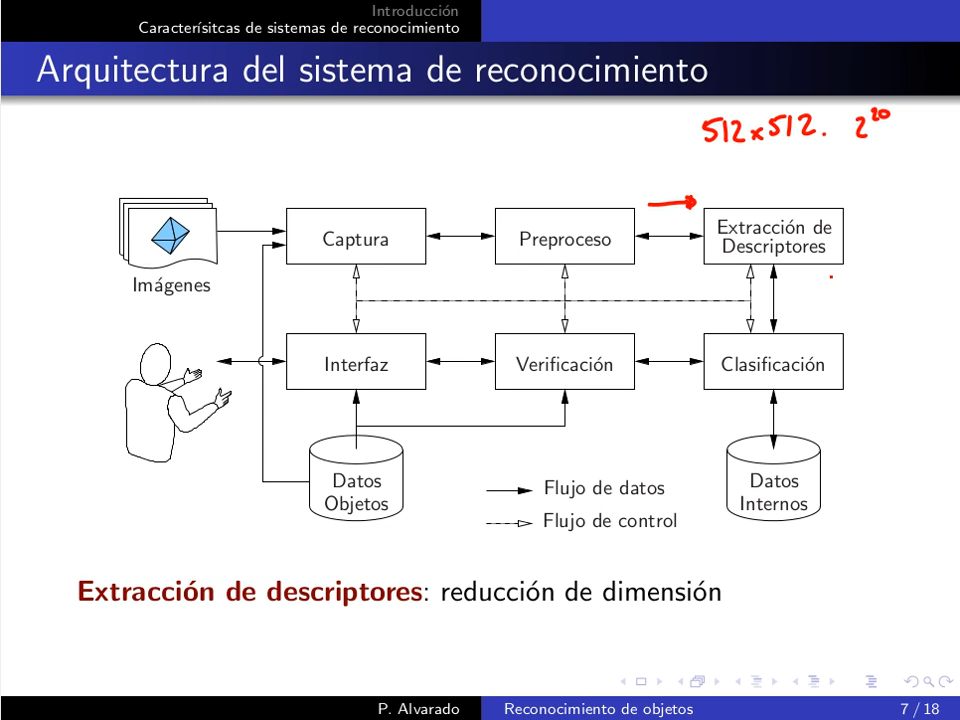 Introducción
Caracterísitcas de sistemas de reconocimiento
Arquitectura del sistema de reconocimiento
512x512. 2^20
Captura
Preproceso
Extracción de
Descriptores
Imágenes
Interfaz
Verificación
Clasificación
Datos
Objetos
Flujo de datos
Flujo de control
Datos
Internos
Extracción de descriptores: reducción de dimensión
P. Alvarado Reconocimiento de objetos 7 / 18